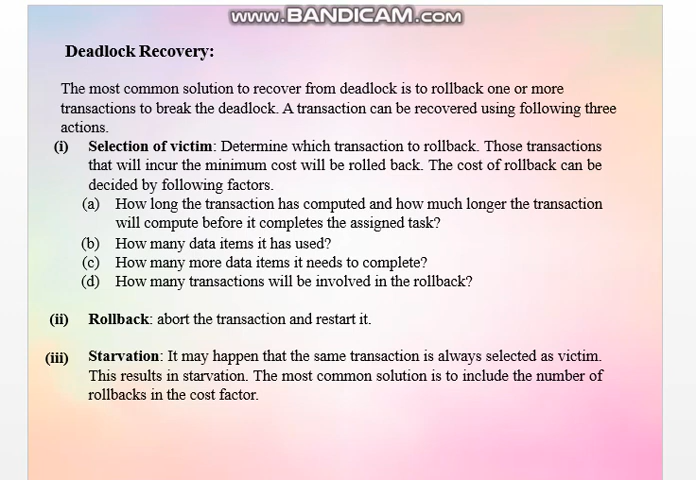 www.BANDICAM.com
Deadlock Recovery:
The most common solution to recover from deadlock is to rollback one or more
transactions to break the deadlock. A transaction can be recovered using following three
actions.
(i) Selection of victim: Determine which transaction to rollback. Those transactions
that will incur the minimum cost will be rolled back. The cost of rollback can be
decided by following factors.
(a) How long the transaction has computed and how much longer the transaction
will compute before it completes the assigned task?
(b) How many data items it has used?
(c) How many more data items it needs to complete?
(d) How many transactions will be involved in the rollback?
(ii) Rollback: abort the transaction and restart it.
(iii) Starvation: It may happen that the same transaction is always selected as victim.
This results in starvation. The most common solution is to include the number of
rollbacks in the cost factor.